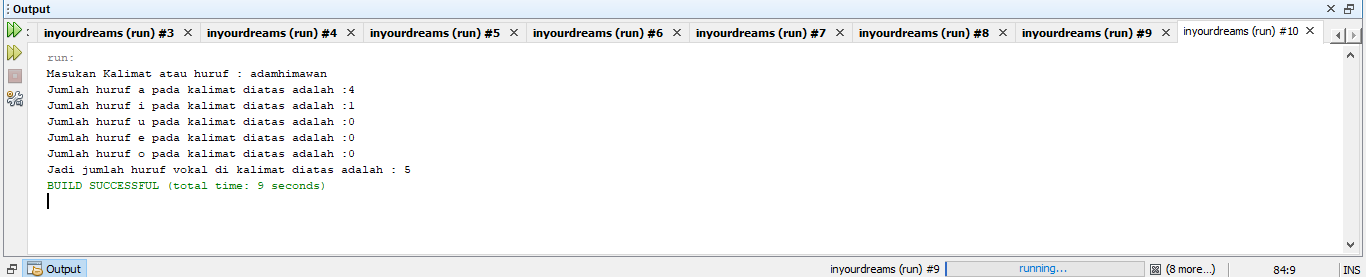 Output
inyourdreams (run) #3 inyourdreams (run) #4 inyourdreams (run) #5 inyourdreams (run) #6 inyourdreams (run) #7 inyourdreams (run) #8 inyourdreams (run) #9 inyourdreams (run) #10
run:
Masukan Kalimat atau huruf : adamhimawan
Jumlah huruf a pada kalimat diatas adalah :4
Jumlah huruf i pada kalimat diatas adalah :1
Jumlah huruf u pada kalimat diatas adalah :0
Jumlah huruf e pada kalimat diatas adalah :0
Jumlah huruf o pada kalimat diatas adalah :0
Jadi jumlah huruf vokal di kalimat diatas adalah : 5
BUILD SUCCESSFUL (total time: 9 seconds)
Output inyourdreams (run) #9 running... (8 more...) 84:9 INS